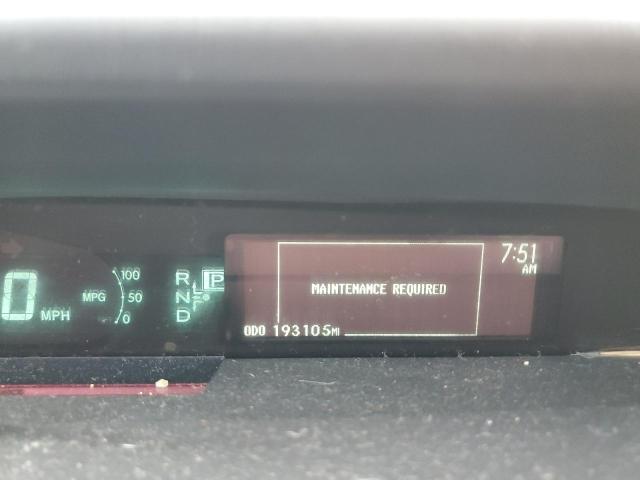 0 MPH
100
MPG 50
0
R P
N
D
7:51
AM
MAINTENANCE REQUIRED
ODO 193105MI